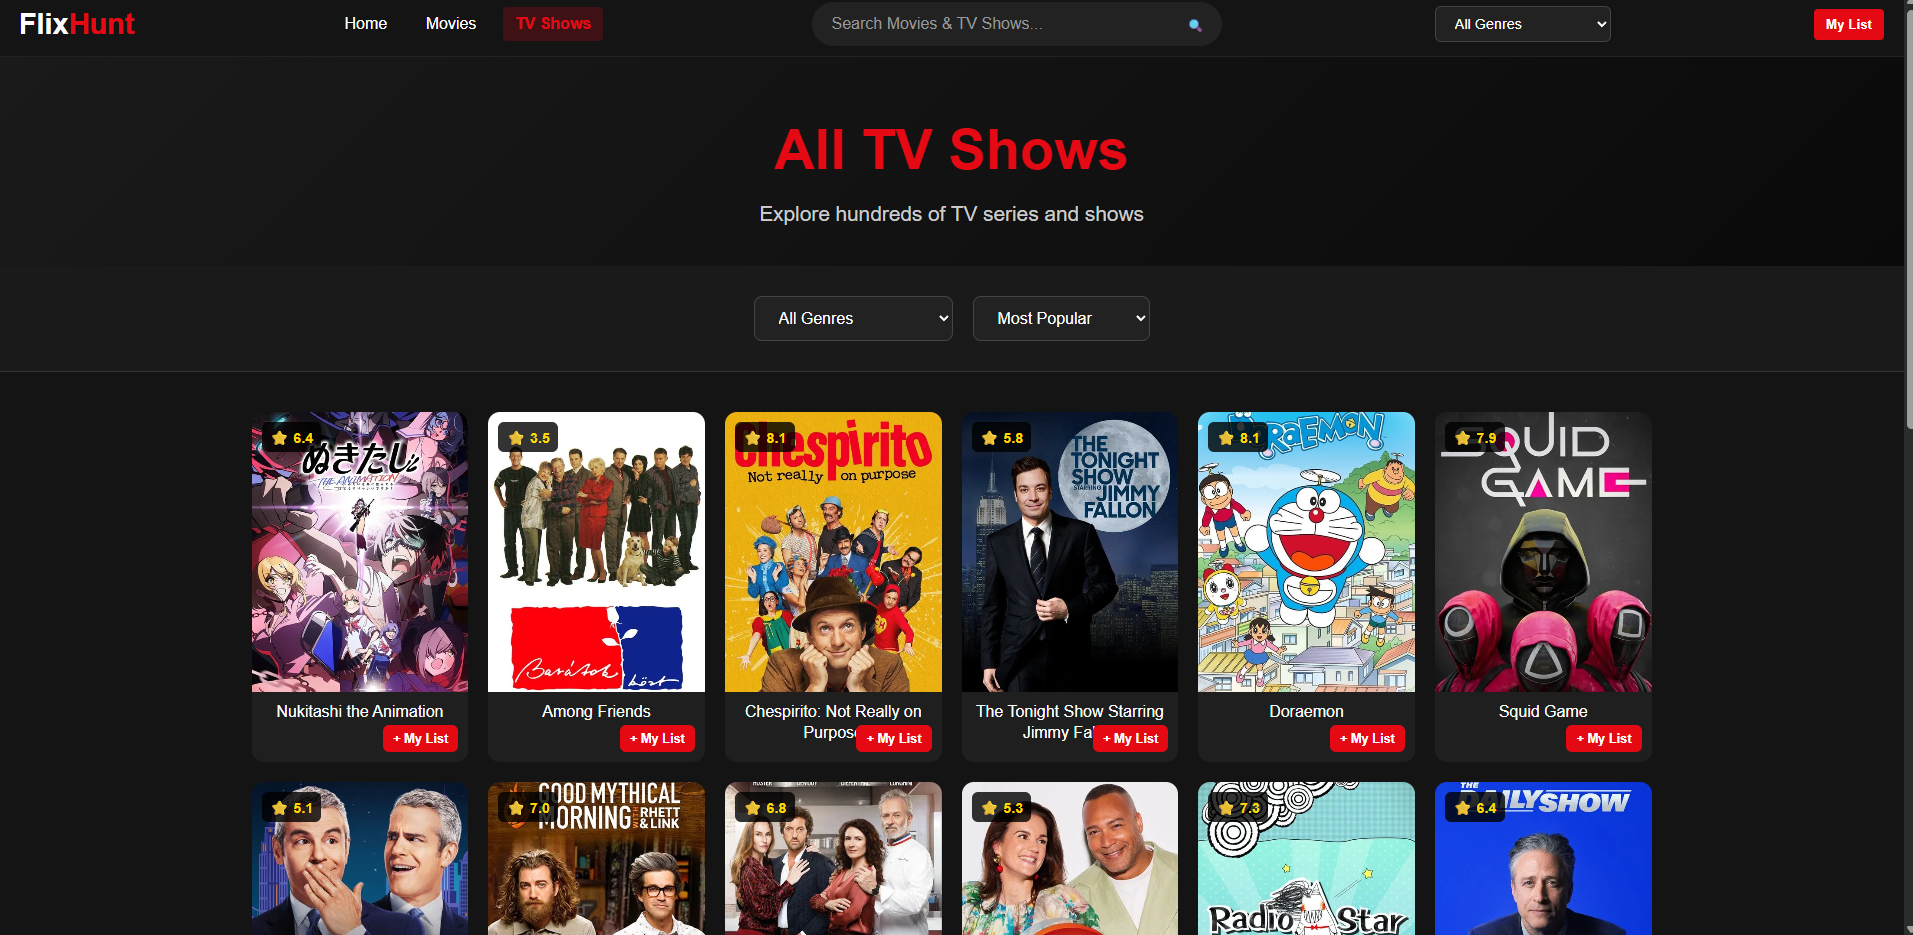 FlixHunt
Home
Movies
TV Shows
Search Movies & TV Shows...
All Genres
My List
All TV Shows
Explore hundreds of TV series and shows
All Genres
Most Popular
6.4
ぬきたし
THE ANIMATION
3.5
Barátok
közt
8.1
Chespirito
Not really on purpose
5.8
THE
TONIGHT
SHOW
STARRING
JIMMY
FALLON
8.1
DORAEMON
7.9
SQUID
GAME
Nukitashi the Animation
+ My List
Among Friends
+ My List
Chespirito: Not Really on
Purpose
+ My List
The Tonight Show Starring
Jimmy Fa
+ My List
Doraemon
+ My List
Squid Game
+ My List
5.1
7.0
GOOD MYTHICAL
MORNING WITH RHETT
& LINK
6.8
5.3
7.3
Radio Star
6.4
THE
DAILYSHOW